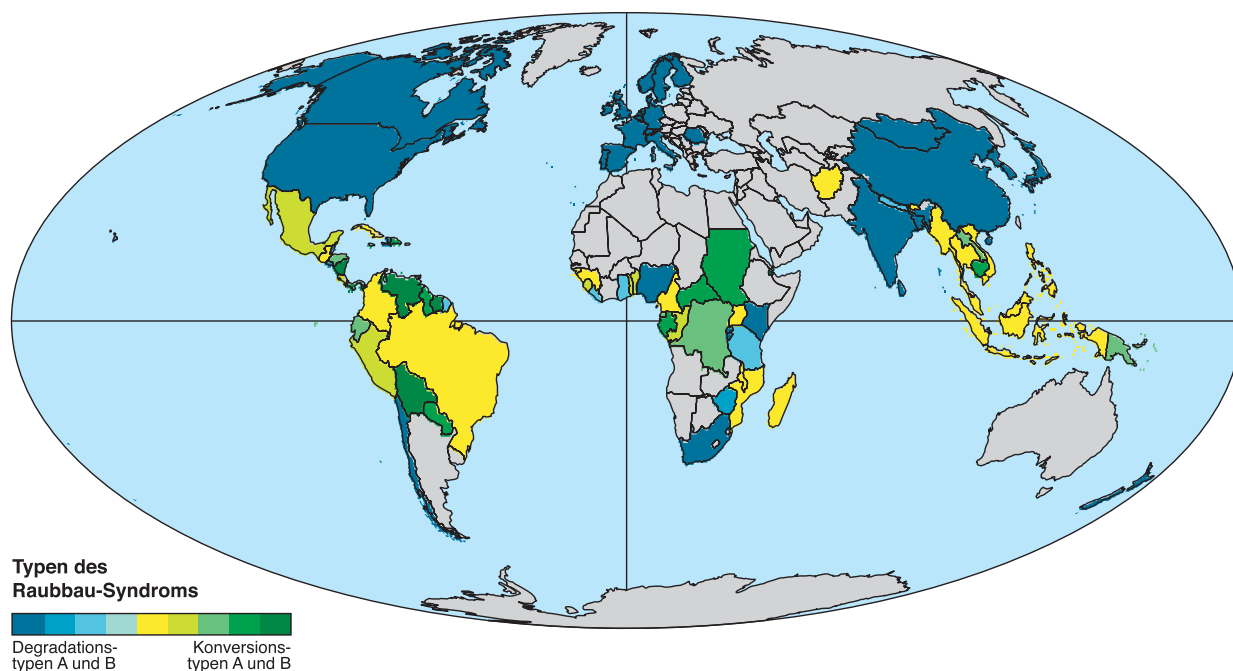 Typen des
Raubbau-Syndroms
Degradations-
typen A und B
Konversions-
typen A und B